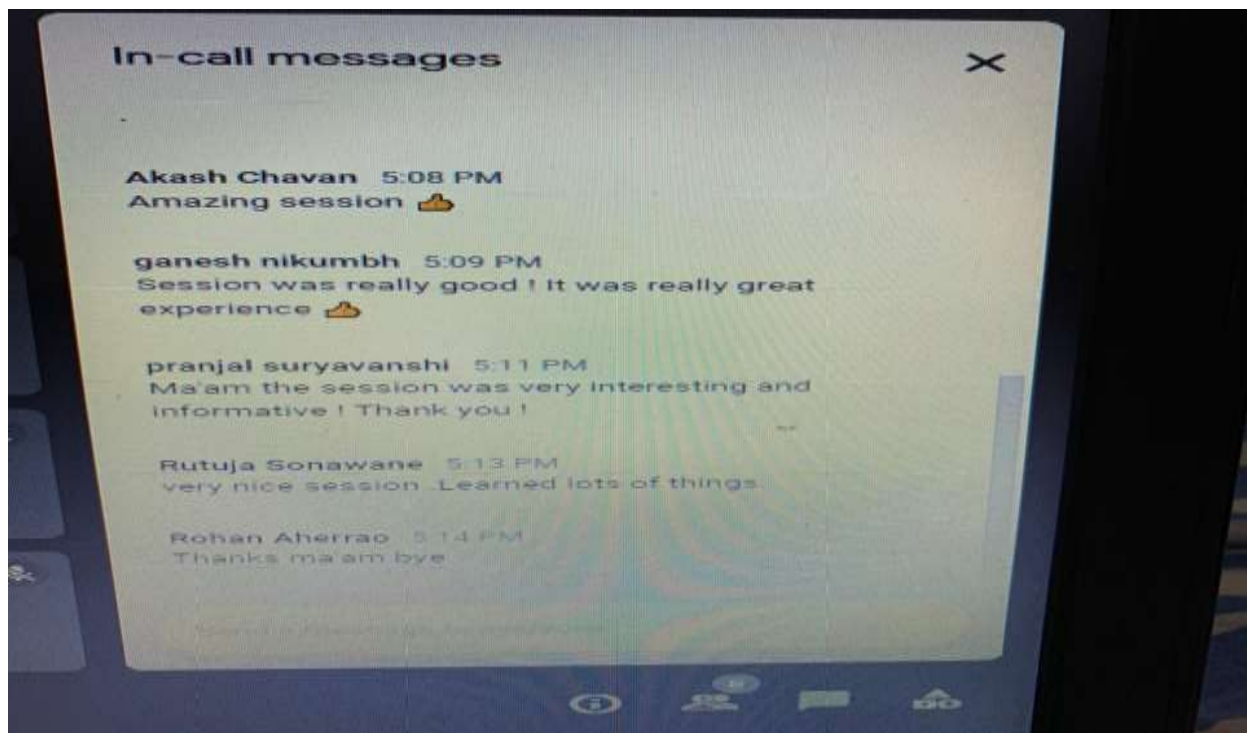 In-call messages
Akash Chavan 5:08 PM
Amazing session 👍
ganesh nikumbh 5:09 PM
Session was really good ! It was really great
experience 👍
pranjal suryavanshi 5:11 PM
Ma'am the session was very interesting and
informative ! Thank you !
Rutuja Sonawane 5:13 PM
very nice session .Learned lots of things.
Rohan Aherrao 5:14 PM
Thanks ma'am bye